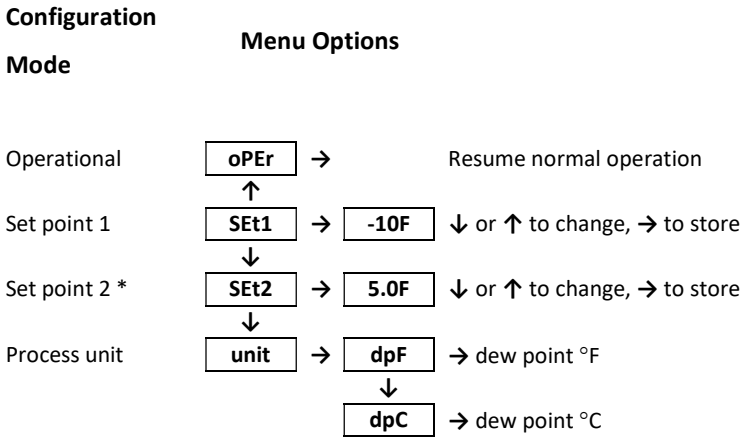 Configuration
Mode
Menu Options
Operational oPEr → Resume normal operation
↑
Set point 1 SEt1 → -10F ↓ or ↑ to change, → to store
↓
Set point 2 * SEt2 → 5.0F ↓ or ↑ to change, → to store
↓
Process unit unit → dpF → dew point °F
↓
dpC → dew point °C